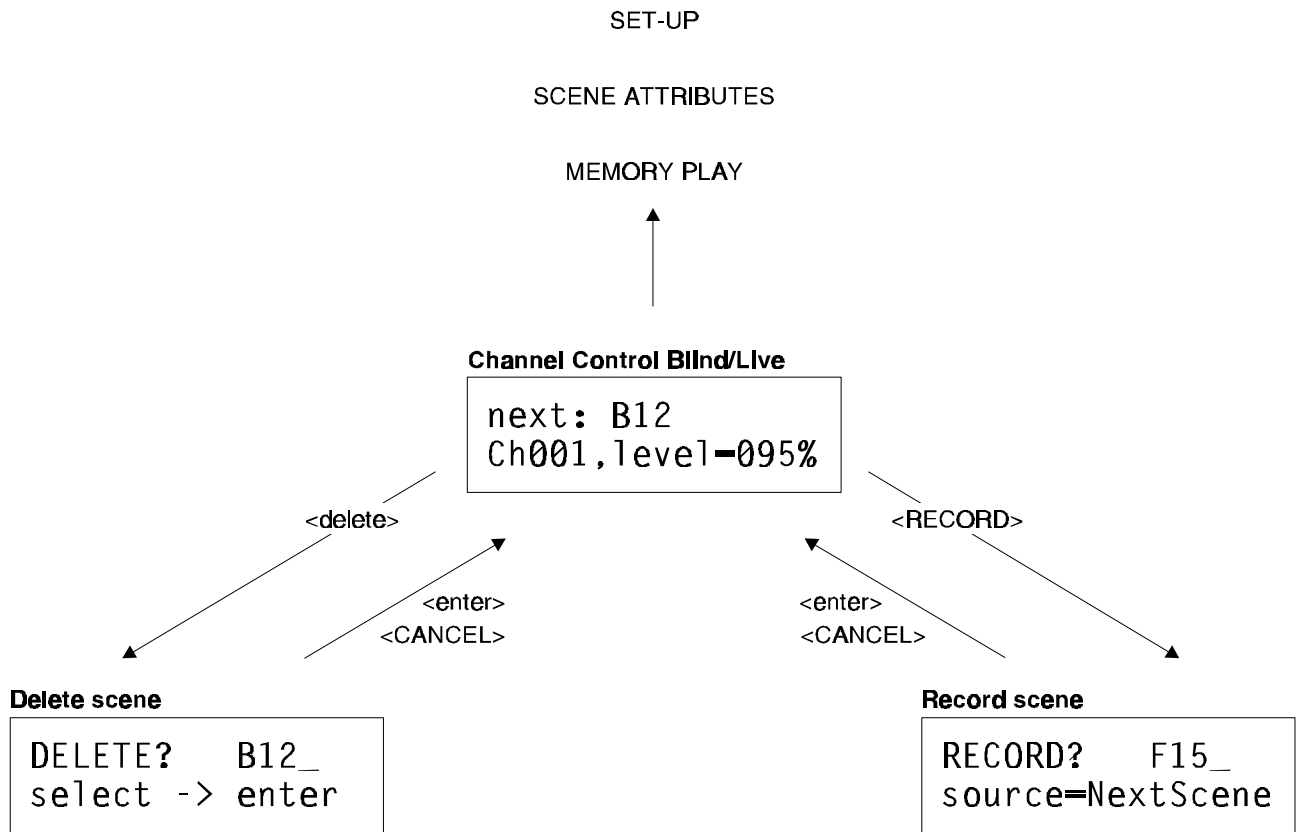 SET-UP
SCENE ATTRIBUTES
MEMORY PLAY
Channel Control Blind/Live
next: B12
Ch001,level=095%
<delete>
<RECORD>
<enter>
<CANCEL>
<enter>
<CANCEL>
Delete scene
DELETE? B12_
select -> enter
Record scene
RECORD? F15_
source=NextScene